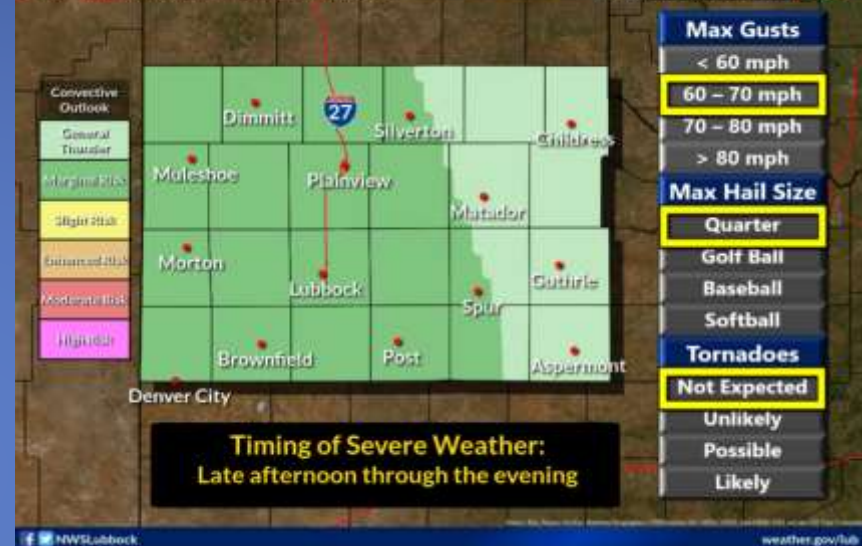 Convective
Outlook
General
Thunder
Marginal Risk
Slight Risk
Enhanced Risk
Moderate Risk
High Risk
27
Dimmitt
Silverton
Childress
Muleshoe
Plainview
Matador
Morton
Lubbock
Guthrie
Spur
Brownfield
Post
Aspermont
Denver City
Timing of Severe Weather:
Late afternoon through the evening
Max Gusts
< 60 mph
60 – 70 mph
70 – 80 mph
> 80 mph
Max Hail Size
Quarter
Golf Ball
Baseball
Softball
Tornadoes
Not Expected
Unlikely
Possible
Likely
NWSLubbock
weather.gov/lub